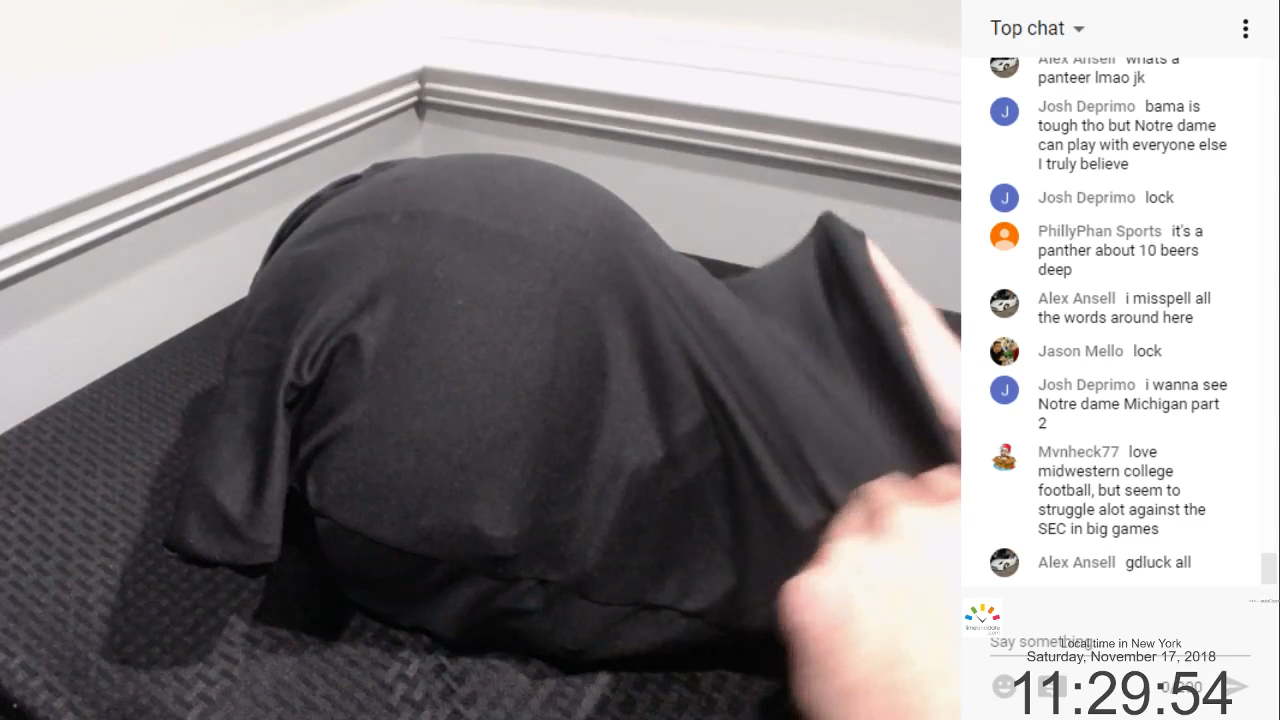 Top chat
Alex Ansell whats a
panteer lmao jk
Josh Deprimo bama is
tough tho but Notre dame
can play with everyone else
I truly believe
Josh Deprimo lock
PhillyPhan Sports it's a
panther about 10 beers
deep
Alex Ansell i misspell all
the words around here
Jason Mello lock
Josh Deprimo i wanna see
Notre dame Michigan part
2
Mvnheck77 love
midwestern college
football, but seem to
struggle alot against the
SEC in big games
Alex Ansell gdluck all
timeanddate
.com
Say something...
Local time in New York
Saturday, November 17, 2018
11:29:54